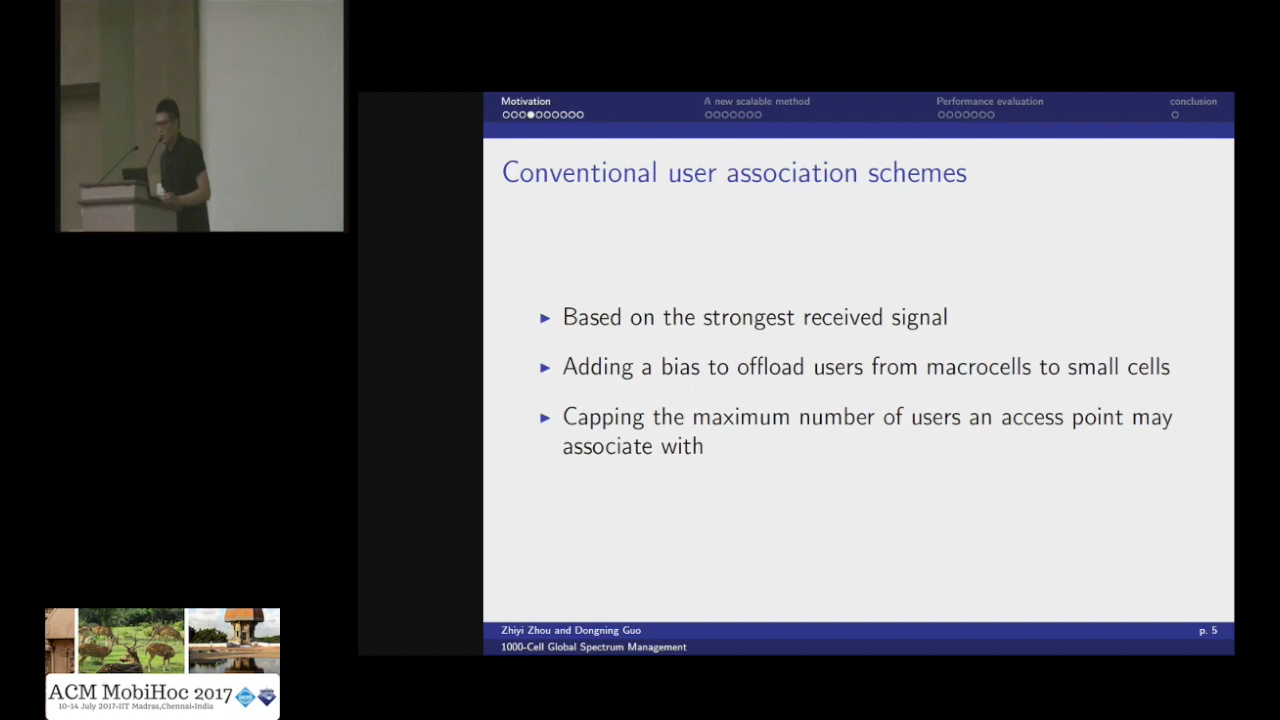 Motivation
A new scalable method
Performance evaluation
conclusion
Conventional user association schemes
Based on the strongest received signal
Adding a bias to offload users from macrocells to small cells
Capping the maximum number of users an access point may
associate with
Zhiyi Zhou and Dongning Guo
p. 5
1000-Cell Global Spectrum Management
ACM MobiHoc 2017
10-14 July 2017•IIT Madras,Chennai•India